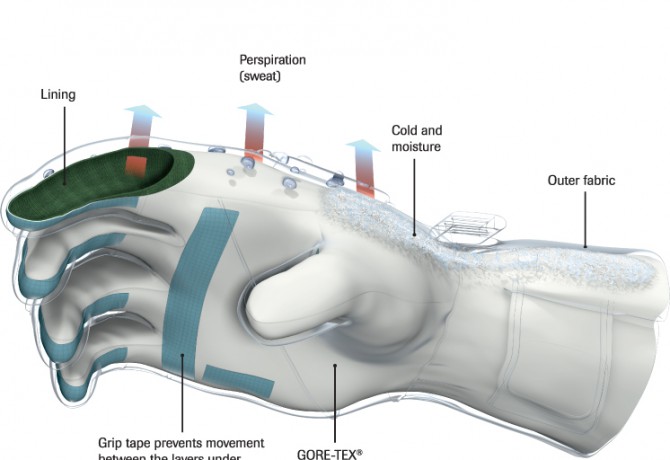 Perspiration
(sweat)
Lining
Cold and
moisture
Outer fabric
Grip tape prevents movement
between the layers under
GORE-TEX®